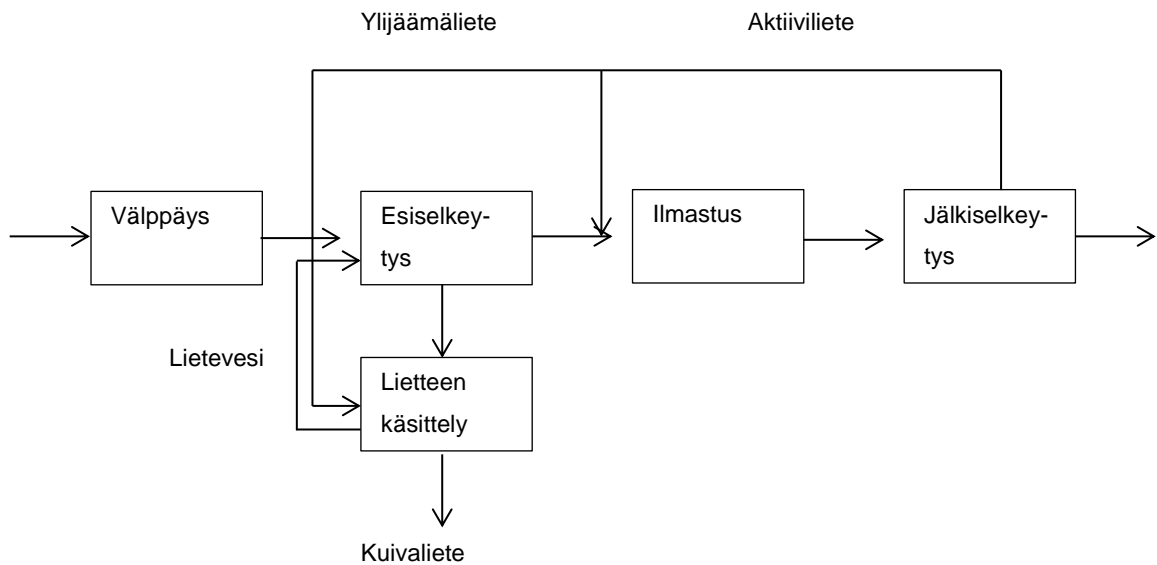 Ylijäämäliete
Aktiiviliete
Välppäys
Esiselkey-
tys
Ilmastus
Jälkiselkey-
tys
Lietevesi
Lietteen
käsittely
Kuivaliete